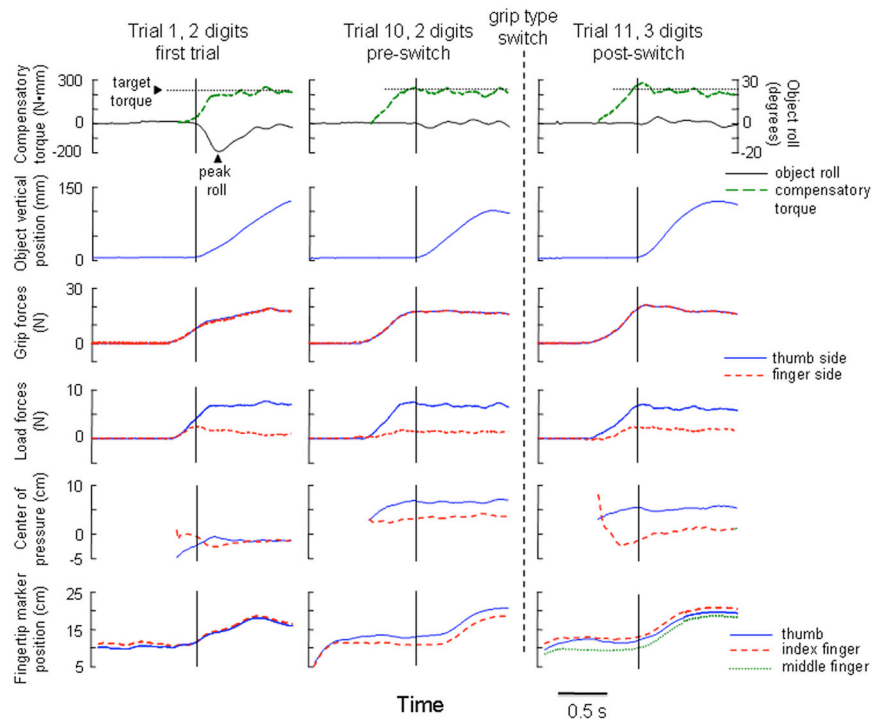 Trial 1, 2 digits
first trial
Trial 10, 2 digits
pre-switch
grip type
switch
Trial 11, 3 digits
post-switch
Compensatory
torque (N•mm)
300
0
-200
target
torque
peak
roll
30
0
-20
Object roll
(degrees)
object roll
compensatory
torque
Object vertical
position (mm)
150
0
Grip forces
(N)
30
0
thumb side
finger side
Load forces
(N)
10
0
Center of
pressure (cm)
10
0
-5
Fingertip marker
position (cm)
25
15
5
thumb
index finger
middle finger
Time
0.5 s